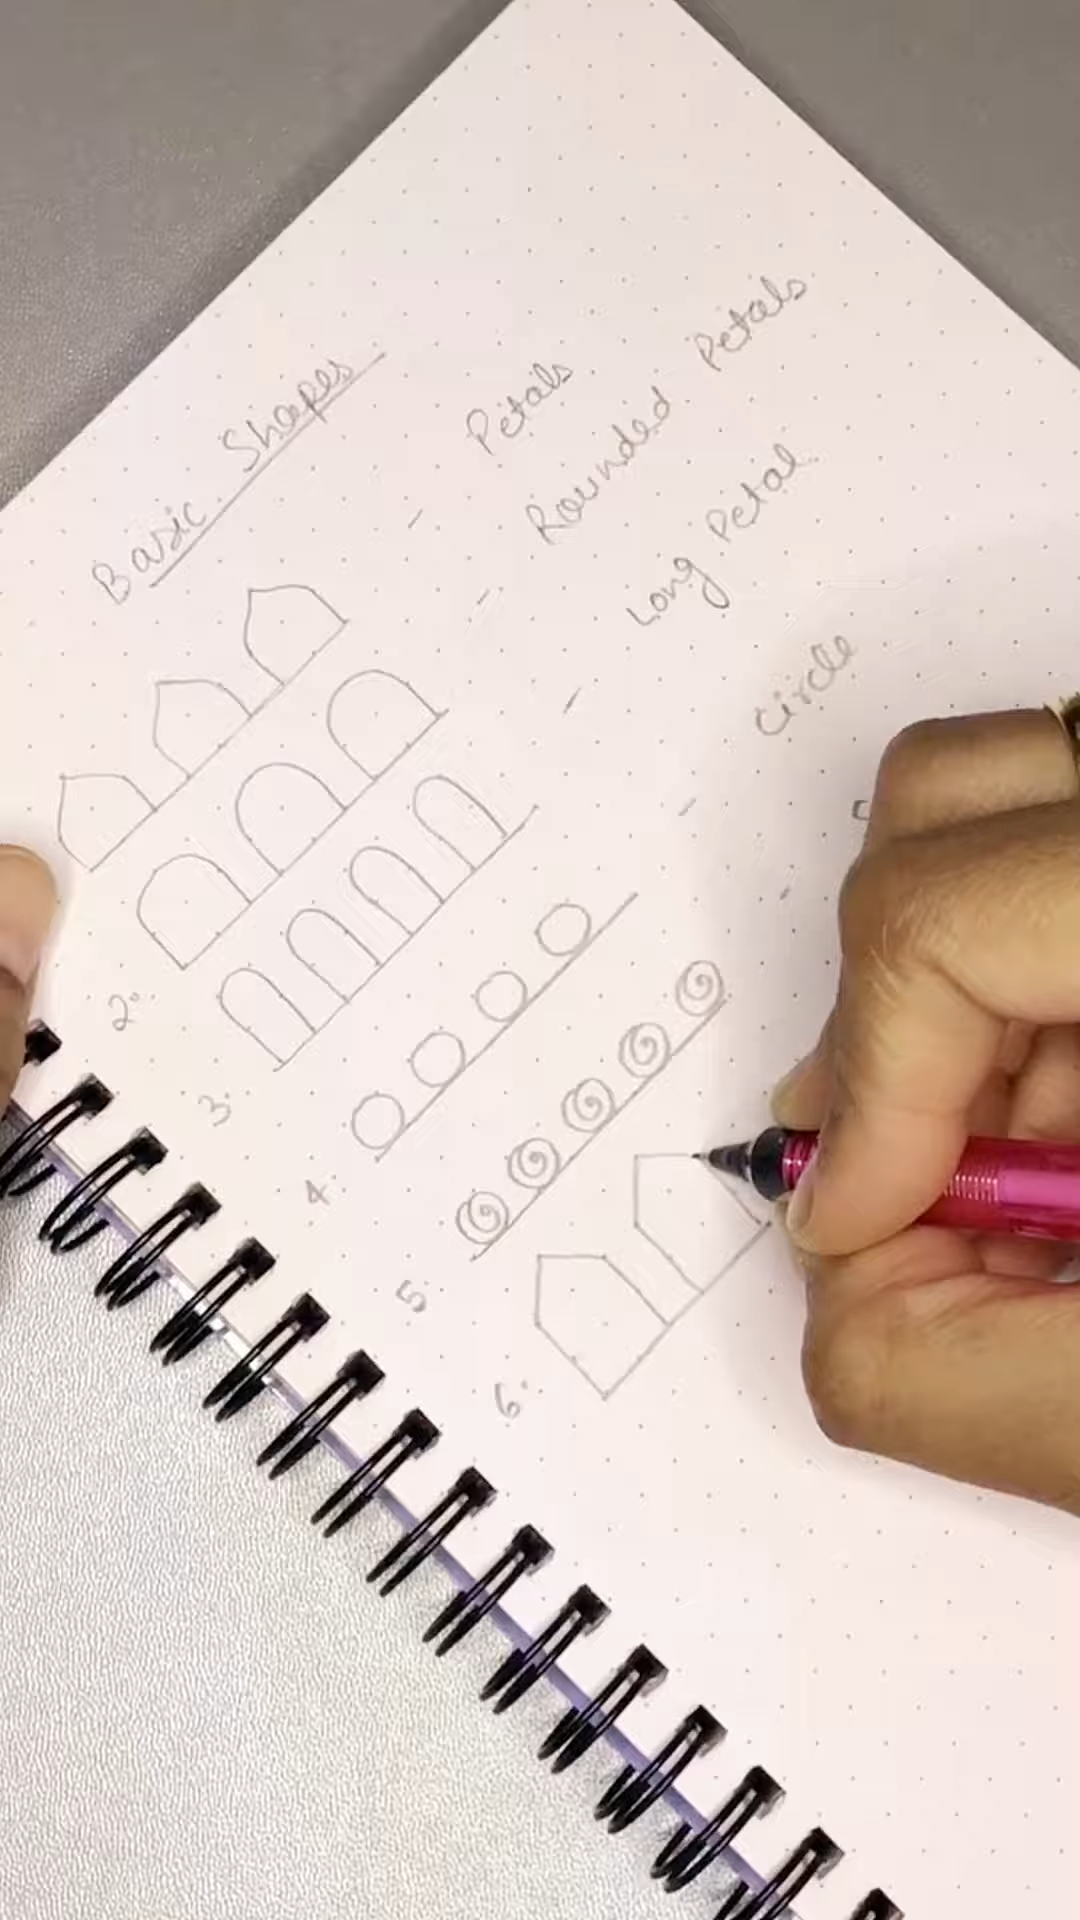 Basic Shapes
- Petals
2. - Rounded Petals
3. - Long Petal
4 - Circle
5.
6.